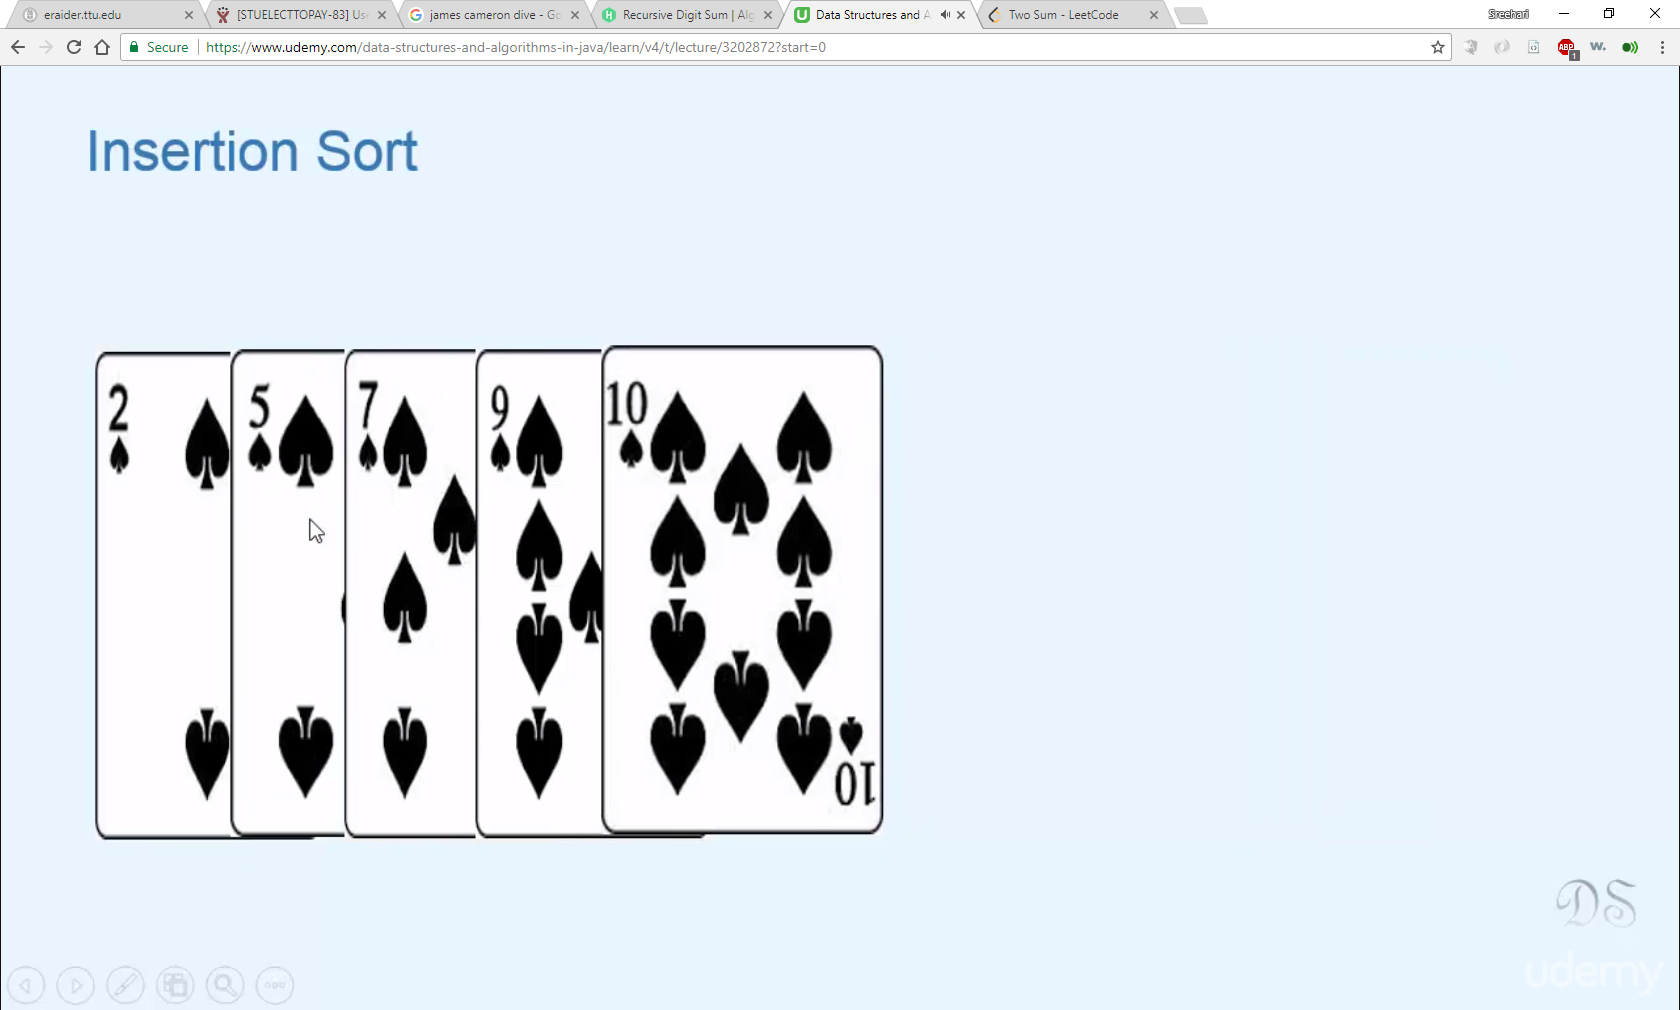 eraider.ttu.edu
[STUELECTTOPAY-83] Us
james cameron dive - Go
Recursive Digit Sum | Alg
Data Structures and A
Two Sum - LeetCode
Sreehari
Secure
https://www.udemy.com/data-structures-and-algorithms-in-java/learn/v4/t/lecture/3202872?start=0
ABP
1
w.
Insertion Sort
2
5
7
9
10
10
DS
udemy